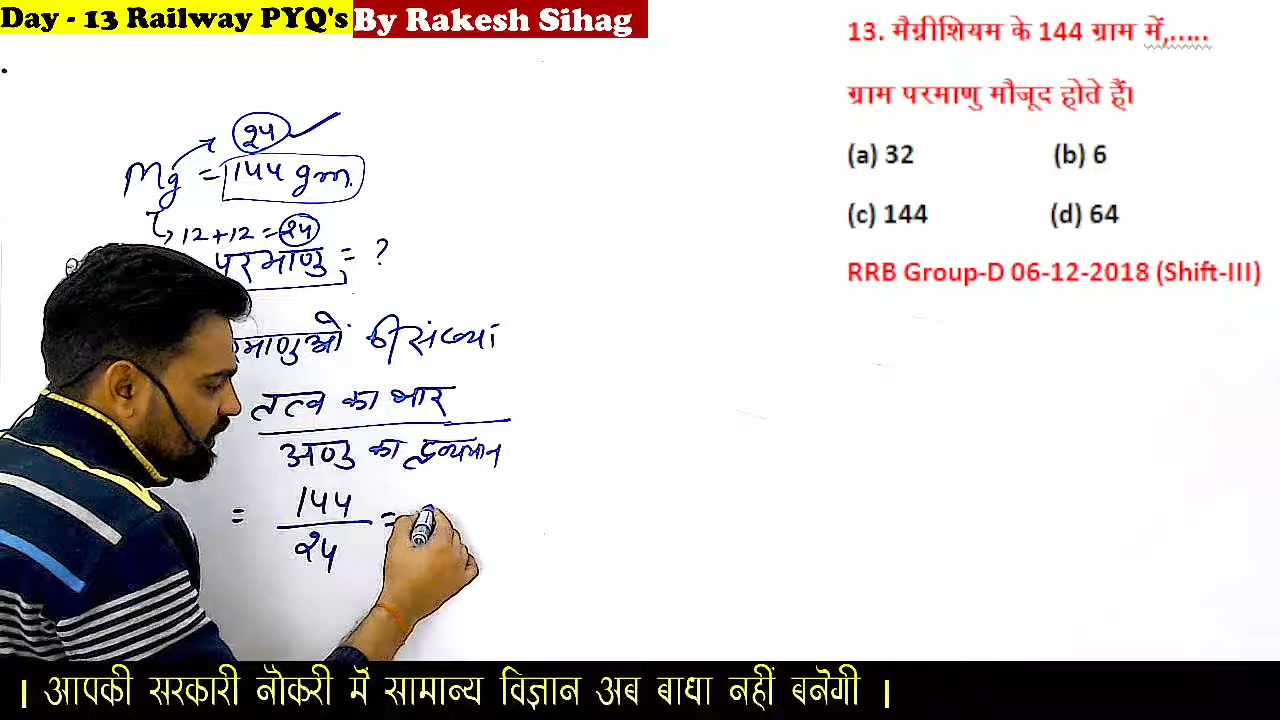 Day - 13 Railway PYQ's By Rakesh Sihag
13. मैग्नीशियम के 144 ग्राम में,.....
ग्राम परमाणु मौजूद होते हैं।
(a) 32 (b) 6
(c) 144 (d) 64
RRB Group-D 06-12-2018 (Shift-III)
24
Mg = 144 gm.
12+12=24
परमाणु = ?
की संख्या
तत्व का भार
अणु का द्रव्यमान
= 144
24 =
। आपकी सरकारी नौकरी में सामान्य विज्ञान अब बाधा नहीं बनेगी ।